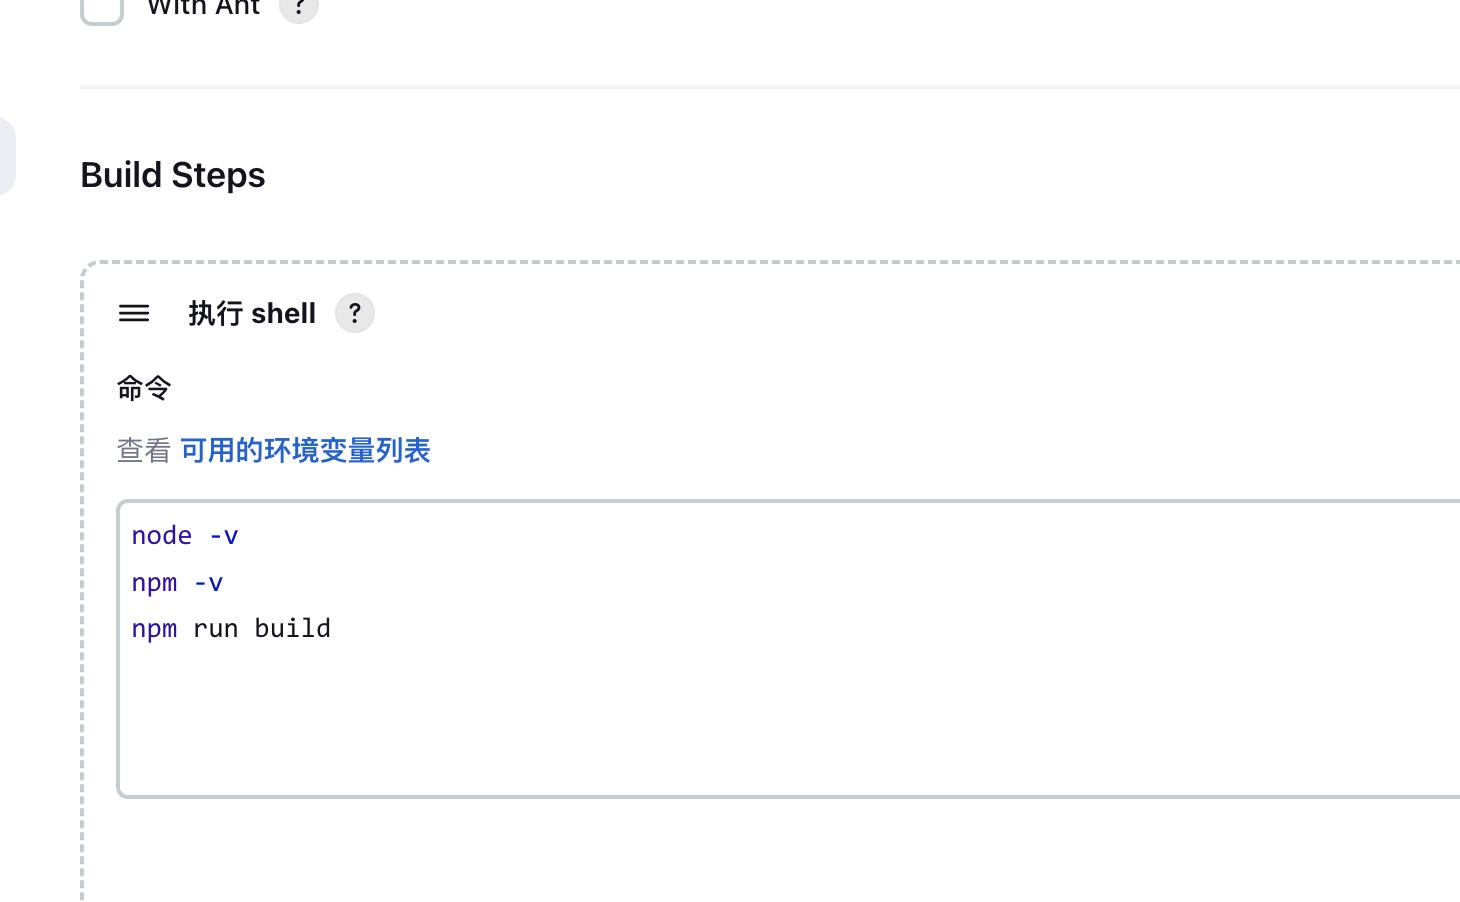 With Ant ?
Build Steps
执行 shell ?
命令
查看 可用的环境变量列表
node -v
npm -v
npm run build